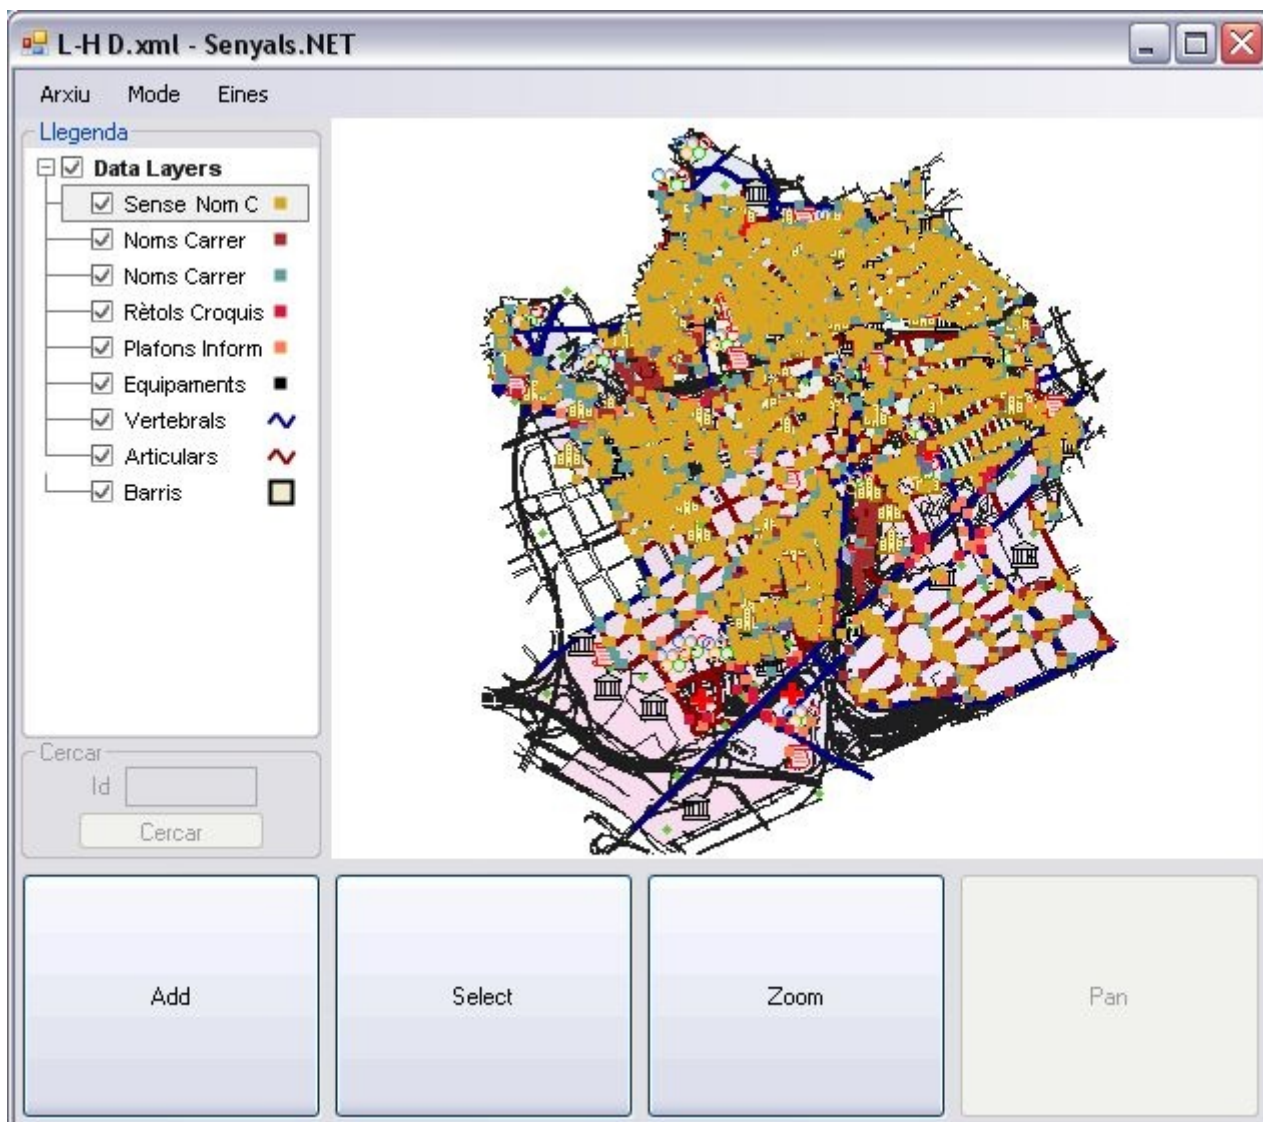 L-H D.xml - Senyals.NET
Arxiu Mode Eines
Llegenda
Data Layers
Sense Nom C
Noms Carrer
Noms Carrer
Rètols Croquis
Plafons Inform
Equipaments
Vertebrals
Articulars
Barris
Cercar
Id
Cercar
Add
Select
Zoom
Pan